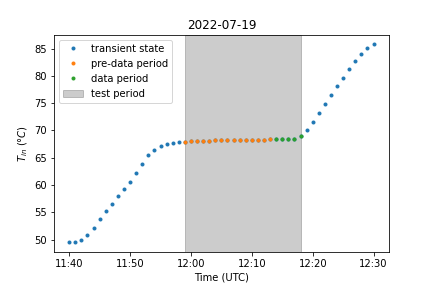 2022-07-19
transient state
pre-data period
data period
test period
T_in (°C)
85
80
75
70
65
60
55
50
11:40 11:50 12:00 12:10 12:20 12:30
Time (UTC)